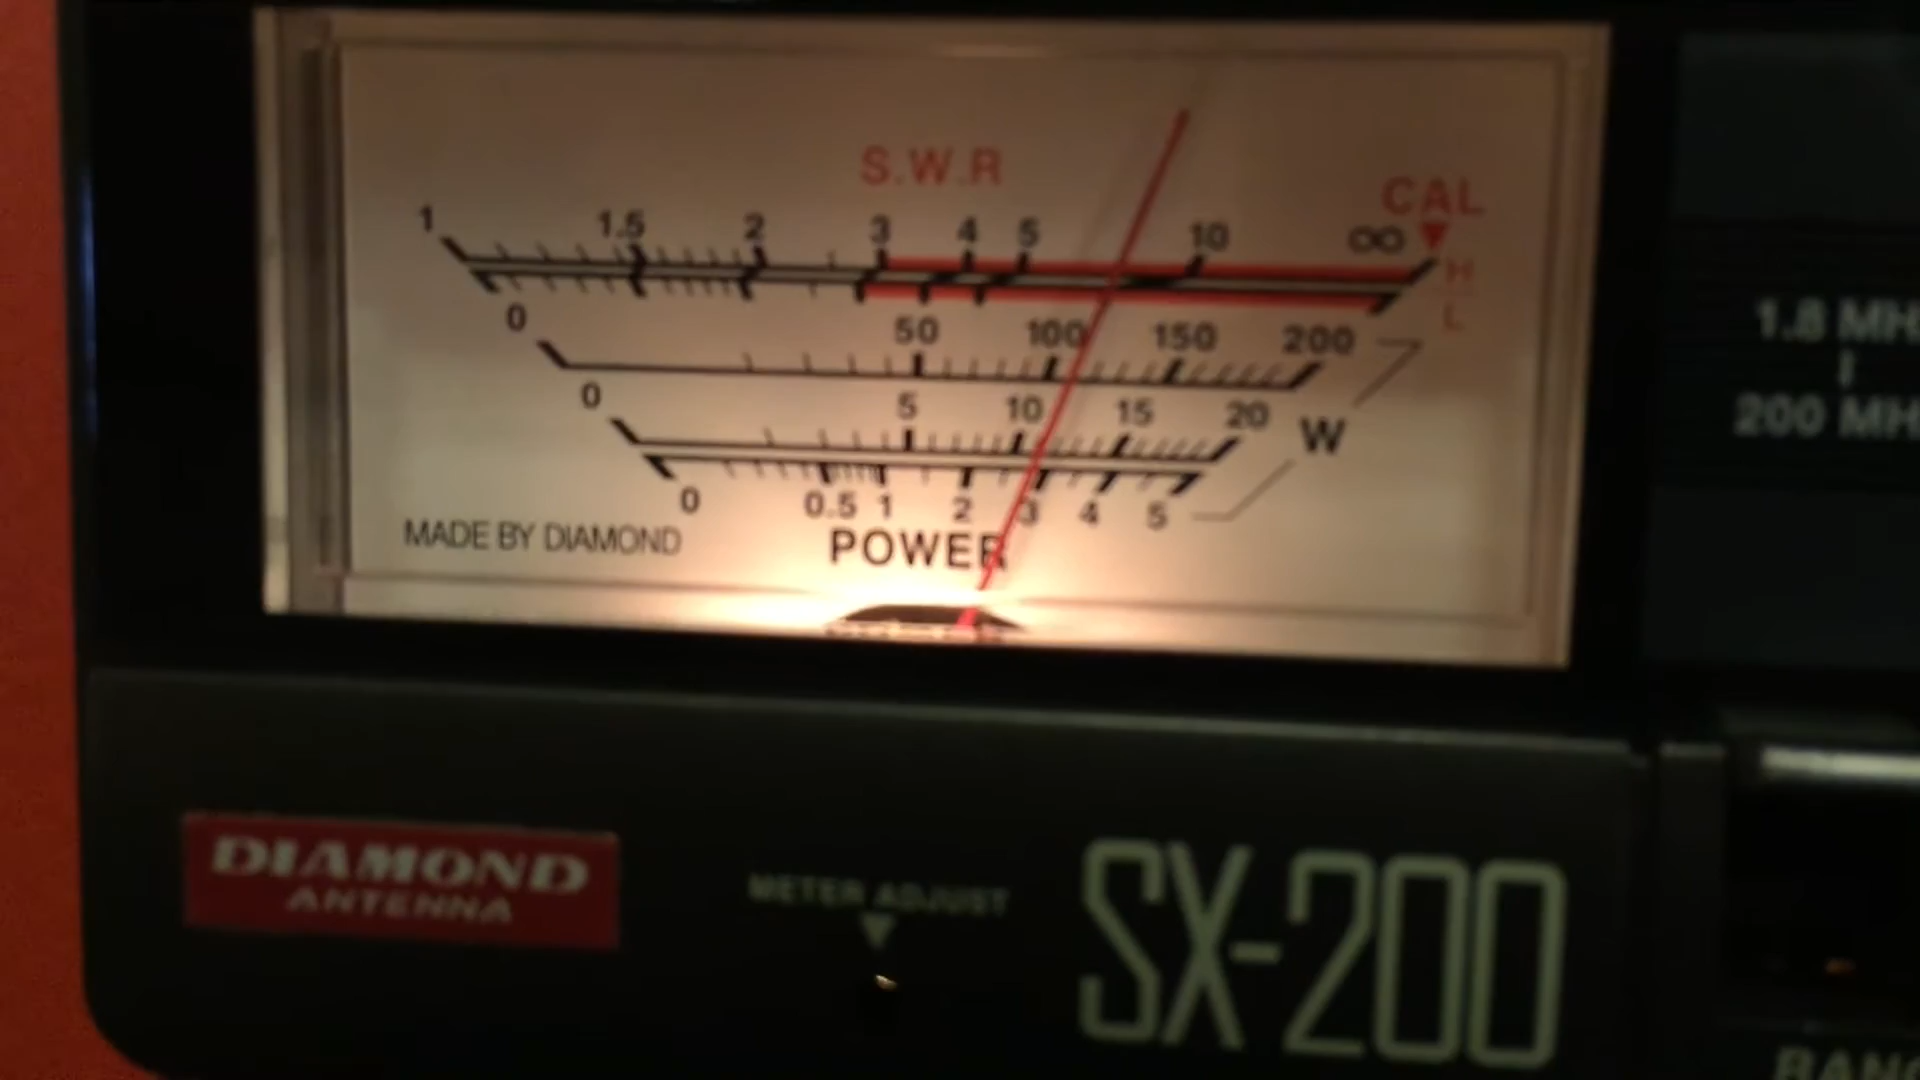 S.W.R
CAL
1 1.5 2 3 4 5 10 ∞
H
L
0 50 100 150 200
0 5 10 15 20
W
0 0.5 1 2 3 4 5
MADE BY DIAMOND
POWER
1.8 MH
200 MH
DIAMOND
ANTENNA
METER ADJUST
SX-200
RANG